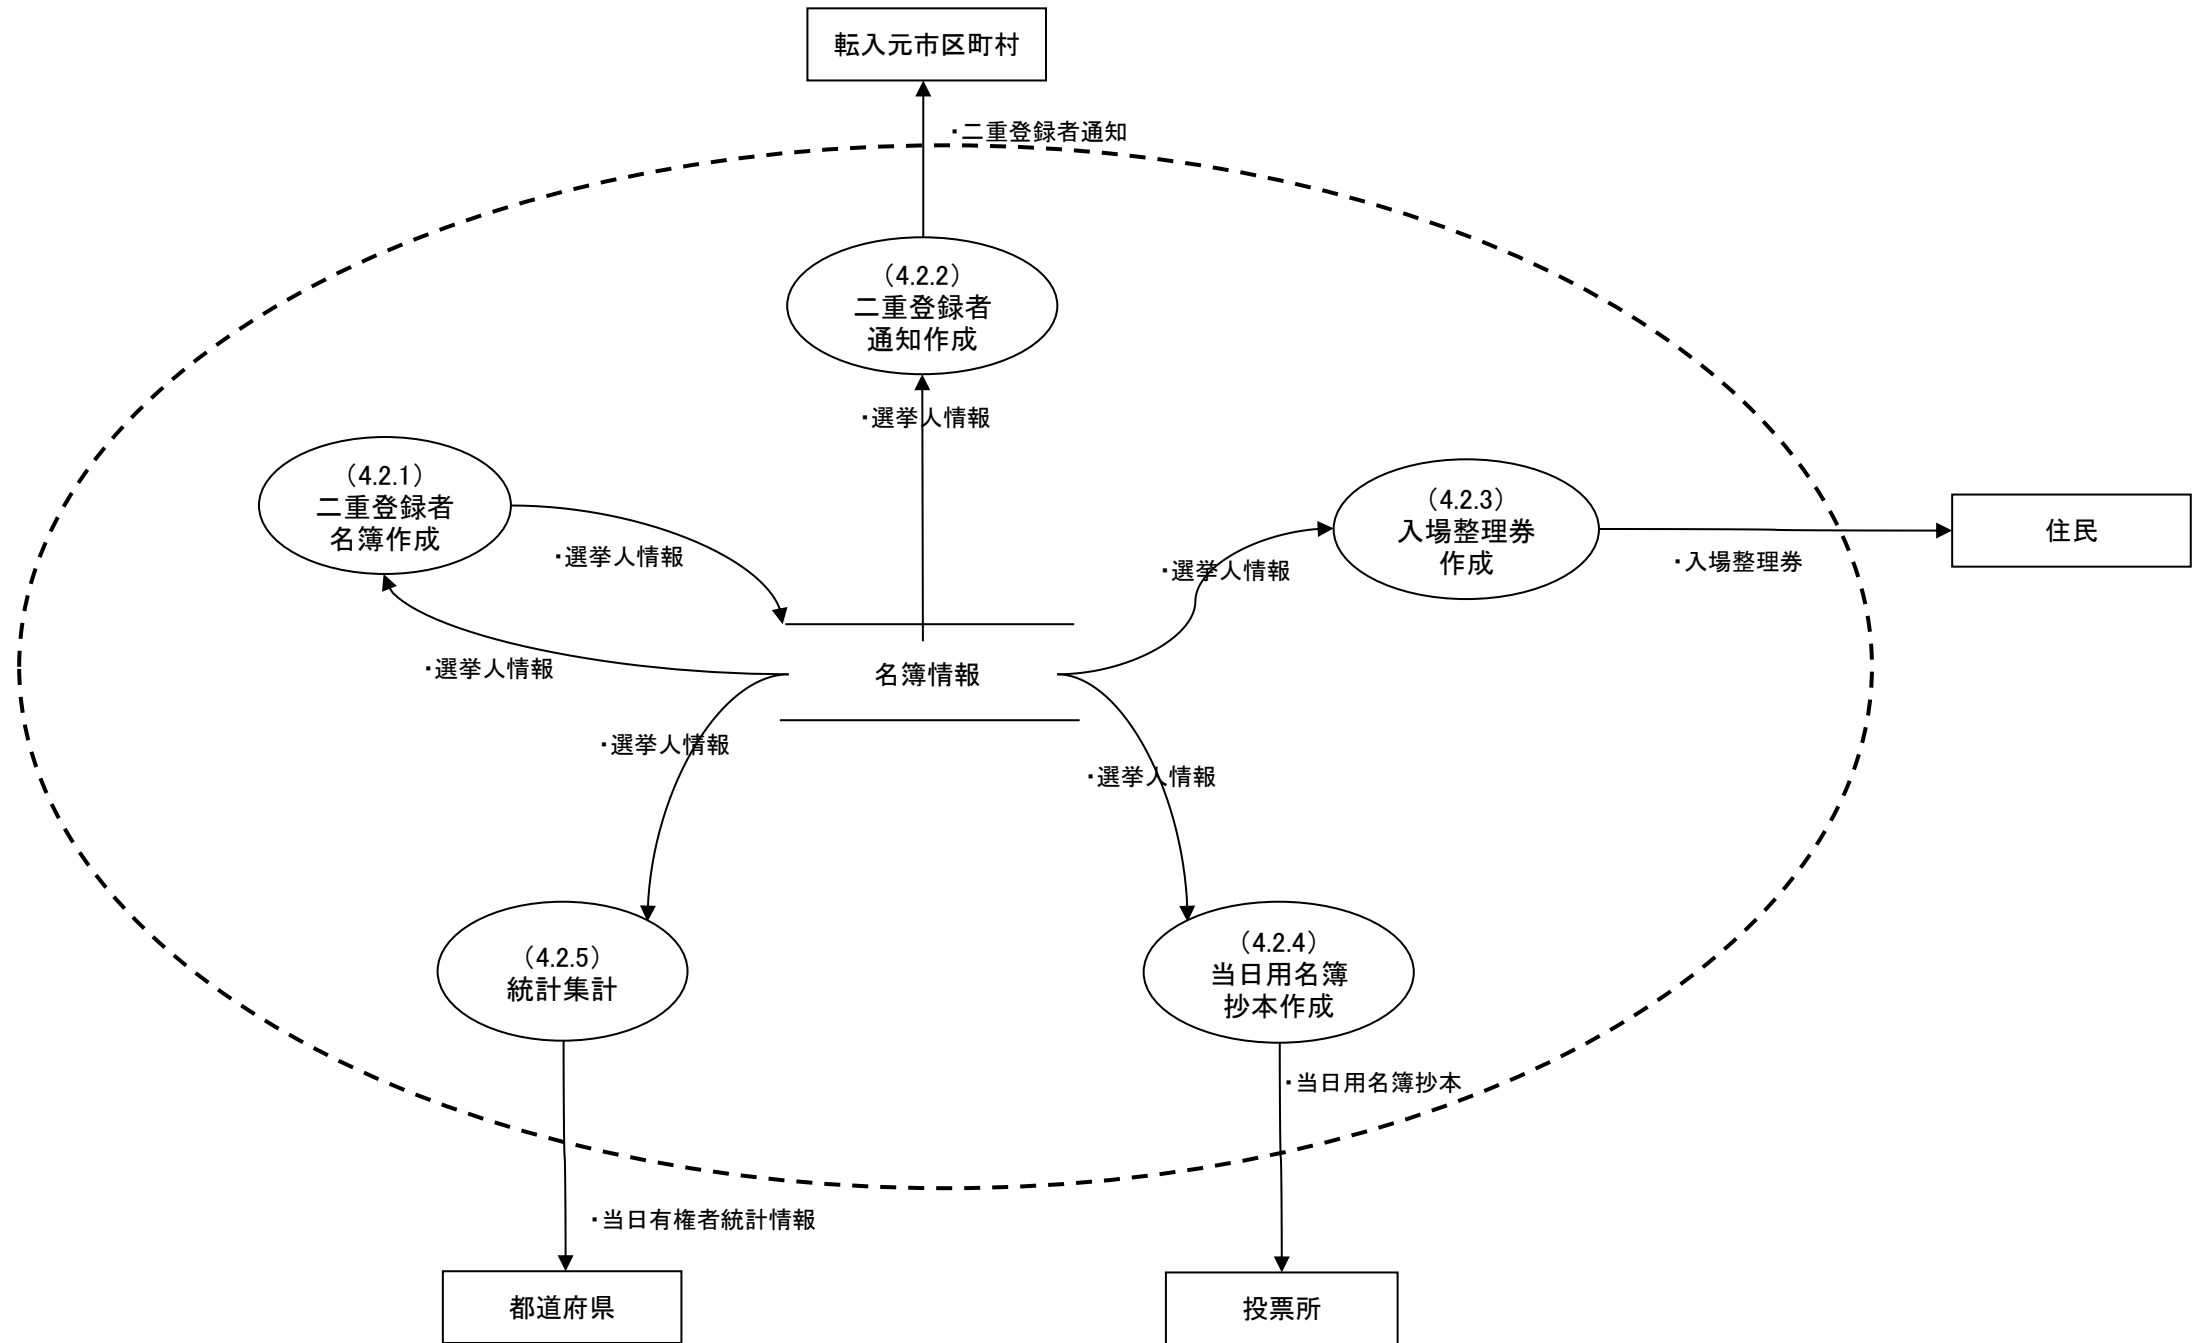 転入元市区町村
・二重登録者通知
（4.2.2）
二重登録者
通知作成
・選挙人情報
（4.2.1）
二重登録者
名簿作成
・選挙人情報
・選挙人情報
（4.2.3）
入場整理券
作成
・選挙人情報
・入場整理券
住民
名簿情報
・選挙人情報
・選挙人情報
（4.2.5）
統計集計
（4.2.4）
当日用名簿
抄本作成
・当日用名簿抄本
・当日有権者統計情報
都道府県
投票所